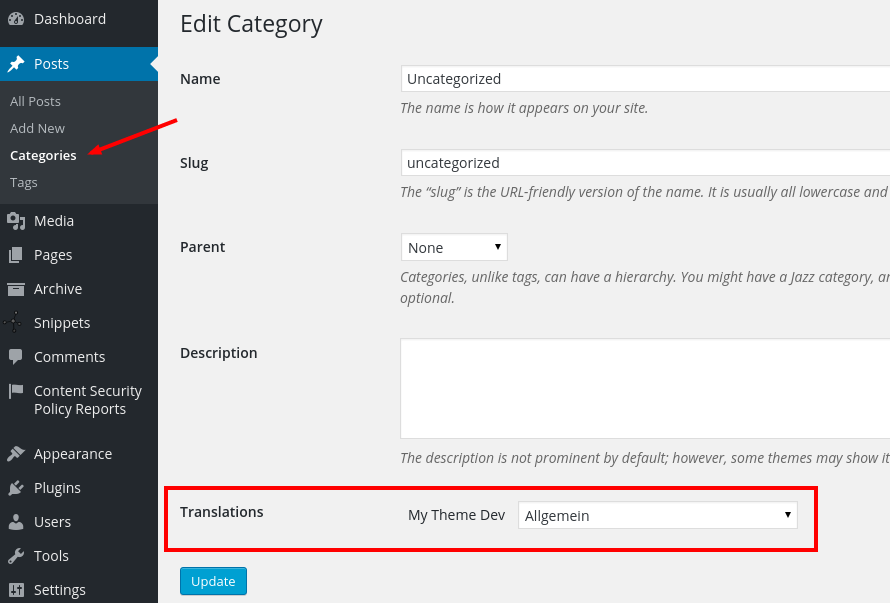 Dashboard
Posts
All Posts
Add New
Categories
Tags
Media
Pages
Archive
Snippets
Comments
Content Security
Policy Reports
Appearance
Plugins
Users
Tools
Settings
Edit Category
Name
Uncategorized
The name is how it appears on your site.
Slug
uncategorized
The “slug” is the URL-friendly version of the name. It is usually all lowercase and
Parent
None
Categories, unlike tags, can have a hierarchy. You might have a Jazz category, an
optional.
Description
The description is not prominent by default; however, some themes may show it
Translations
My Theme Dev
Allgemein
Update